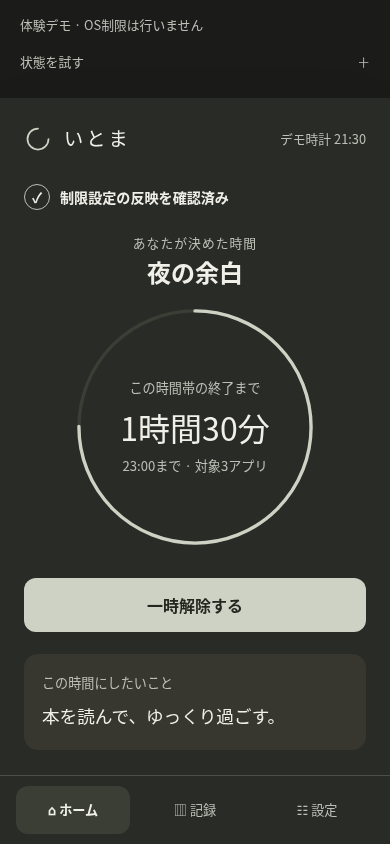 体験デモ · OS制限は行いません
状態を試す
いとま
デモ時計 21:30
制限設定の反映を確認済み
あなたが決めた時間
夜の余白
この時間帯の終了まで
1時間30分
23:00まで · 対象3アプリ
一時解除する
この時間にしたいこと
本を読んで、ゆっくり過ごす。
ホーム
記録
設定